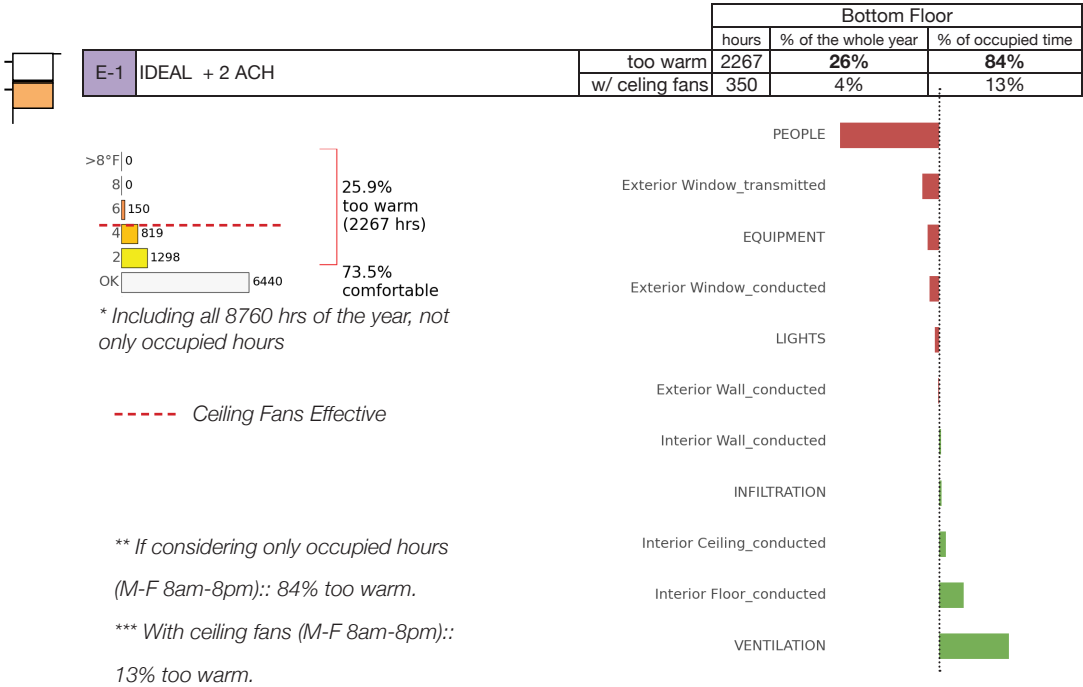 Bottom Floor
hours % of the whole year % of occupied time
E-1 IDEAL + 2 ACH too warm 2267 26% 84%
w/ celing fans 350 4% 13%
>8°F 0
8 0
6 150
4 819
2 1298
OK 6440
25.9%
too warm
(2267 hrs)
73.5%
comfortable
* Including all 8760 hrs of the year, not
only occupied hours
Ceiling Fans Effective
** If considering only occupied hours
(M-F 8am-8pm):: 84% too warm.
*** With ceiling fans (M-F 8am-8pm)::
13% too warm.
PEOPLE
Exterior Window_transmitted
EQUIPMENT
Exterior Window_conducted
LIGHTS
Exterior Wall_conducted
Interior Wall_conducted
INFILTRATION
Interior Ceiling_conducted
Interior Floor_conducted
VENTILATION